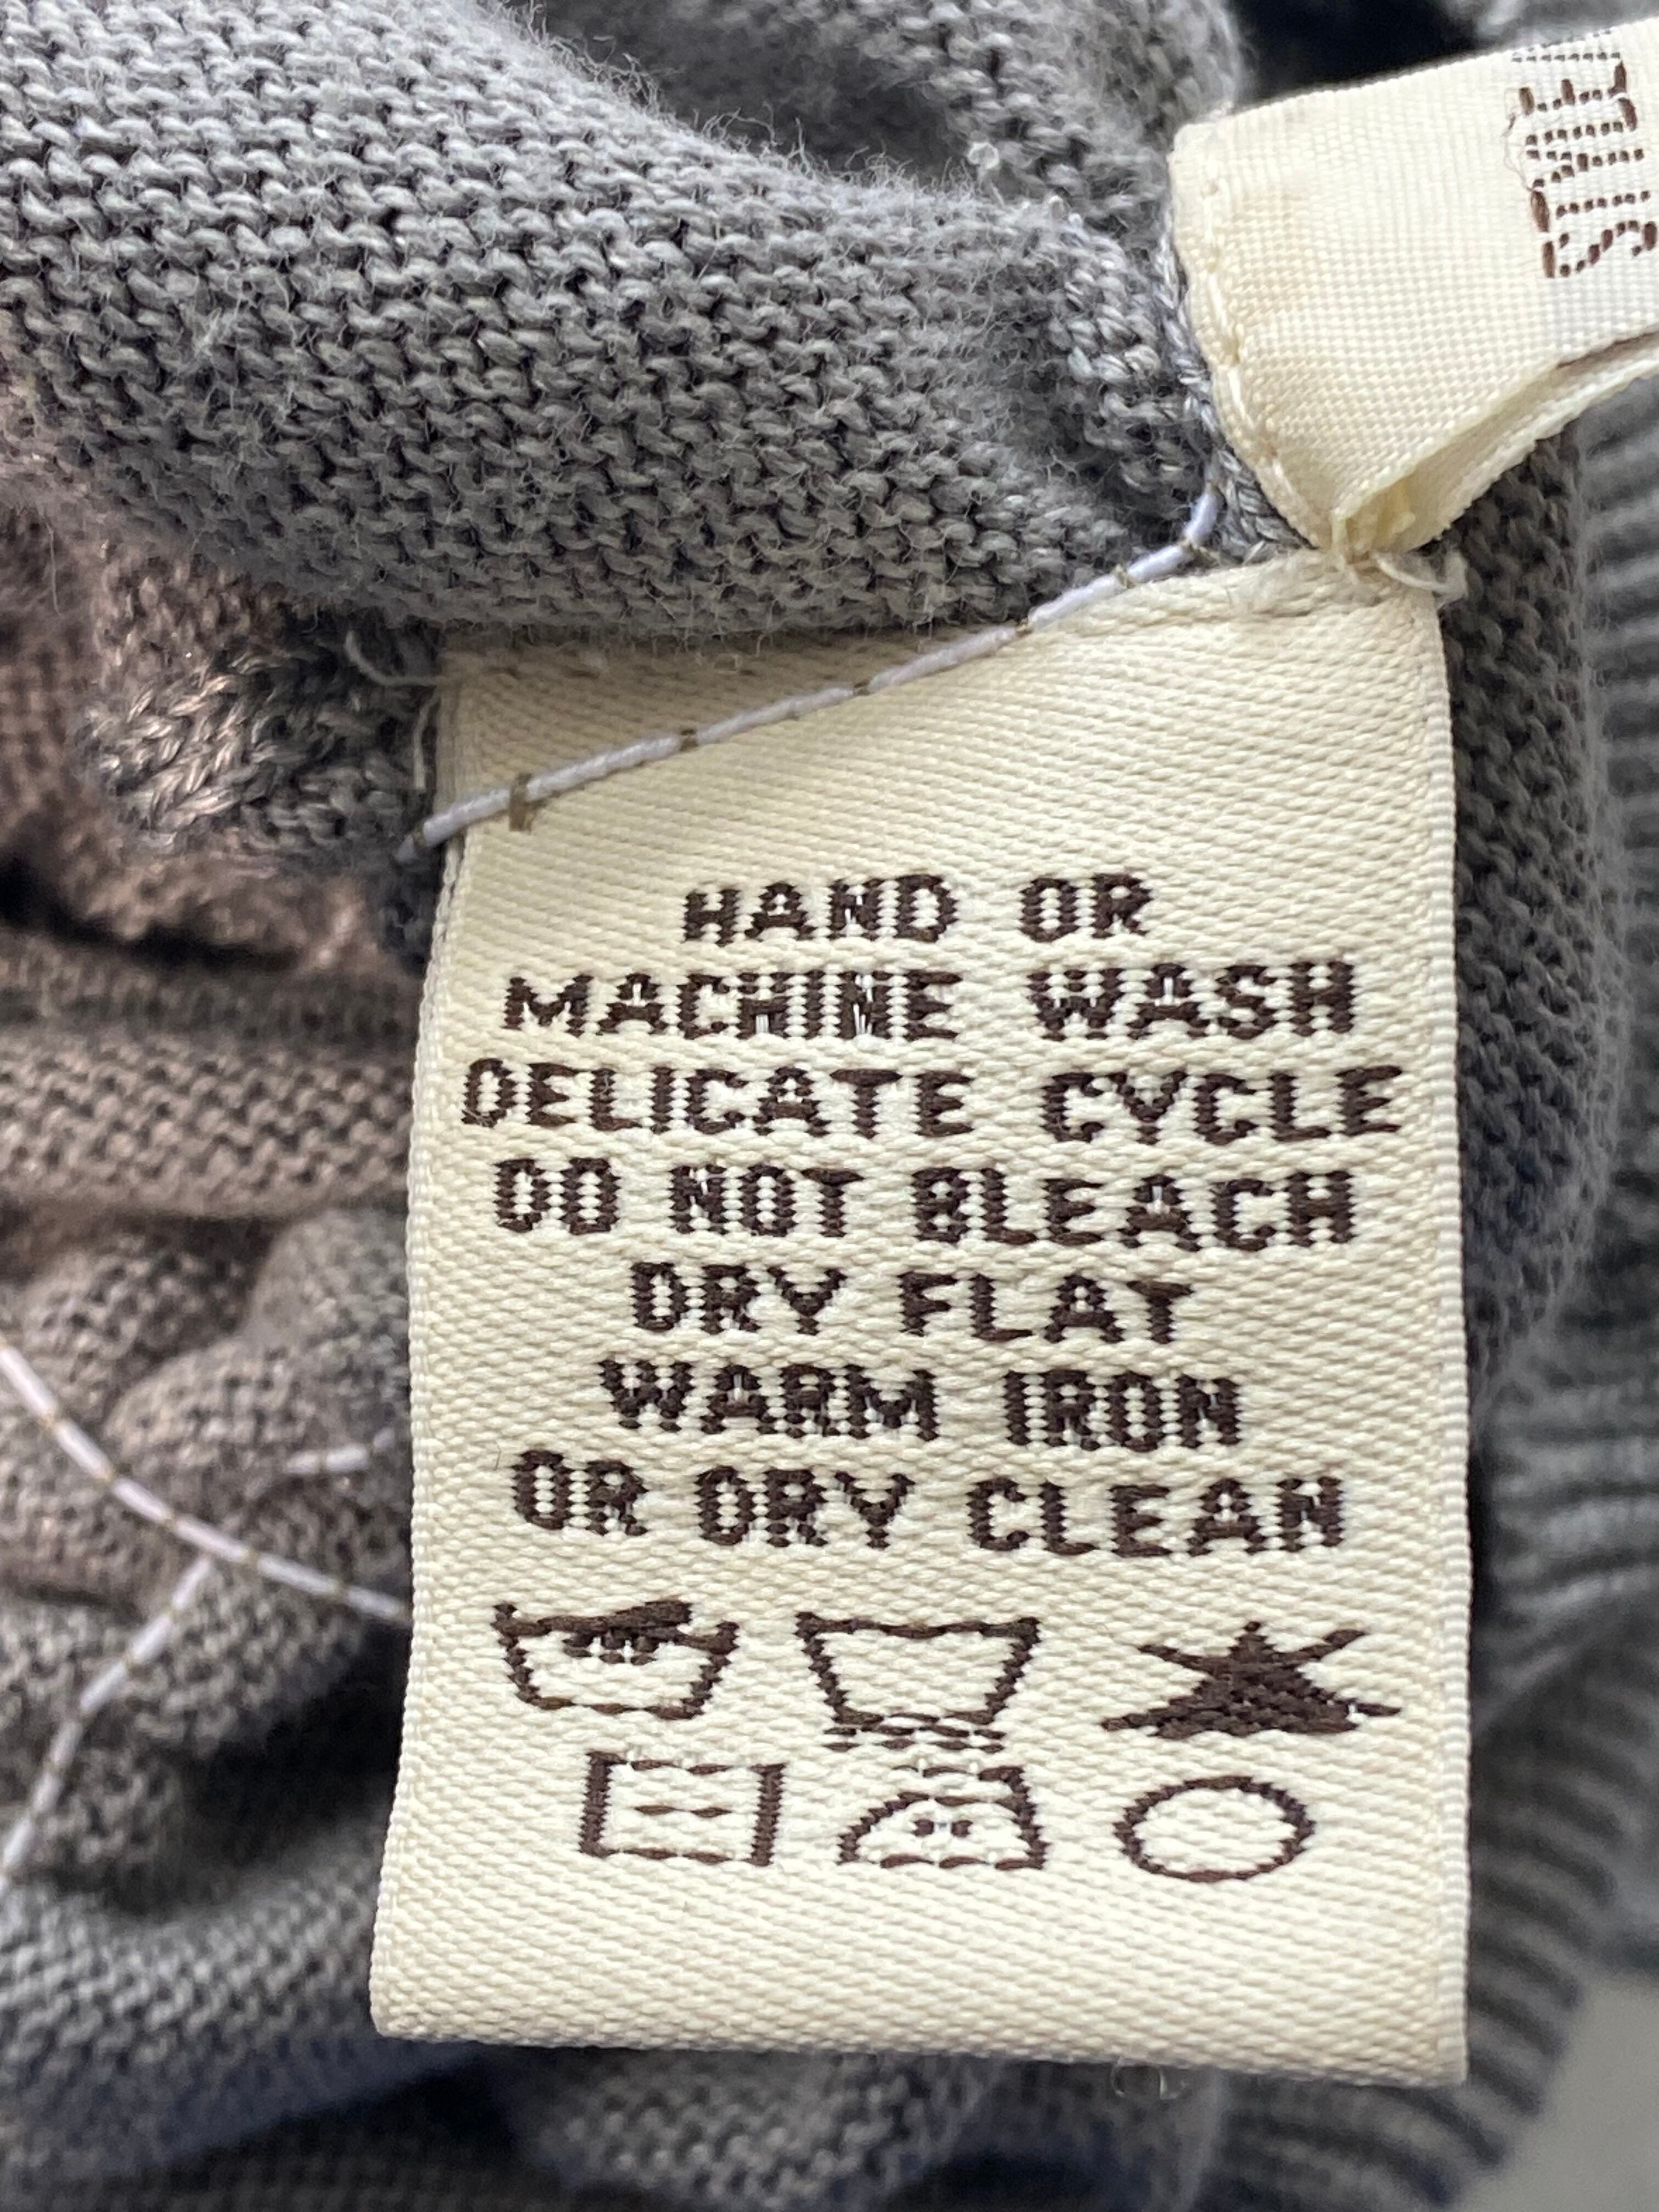 HAND OR
MACHINE WASH
DELICATE CYCLE
DO NOT BLEACH
DRY FLAT
WARM IRON
OR DRY CLEAN